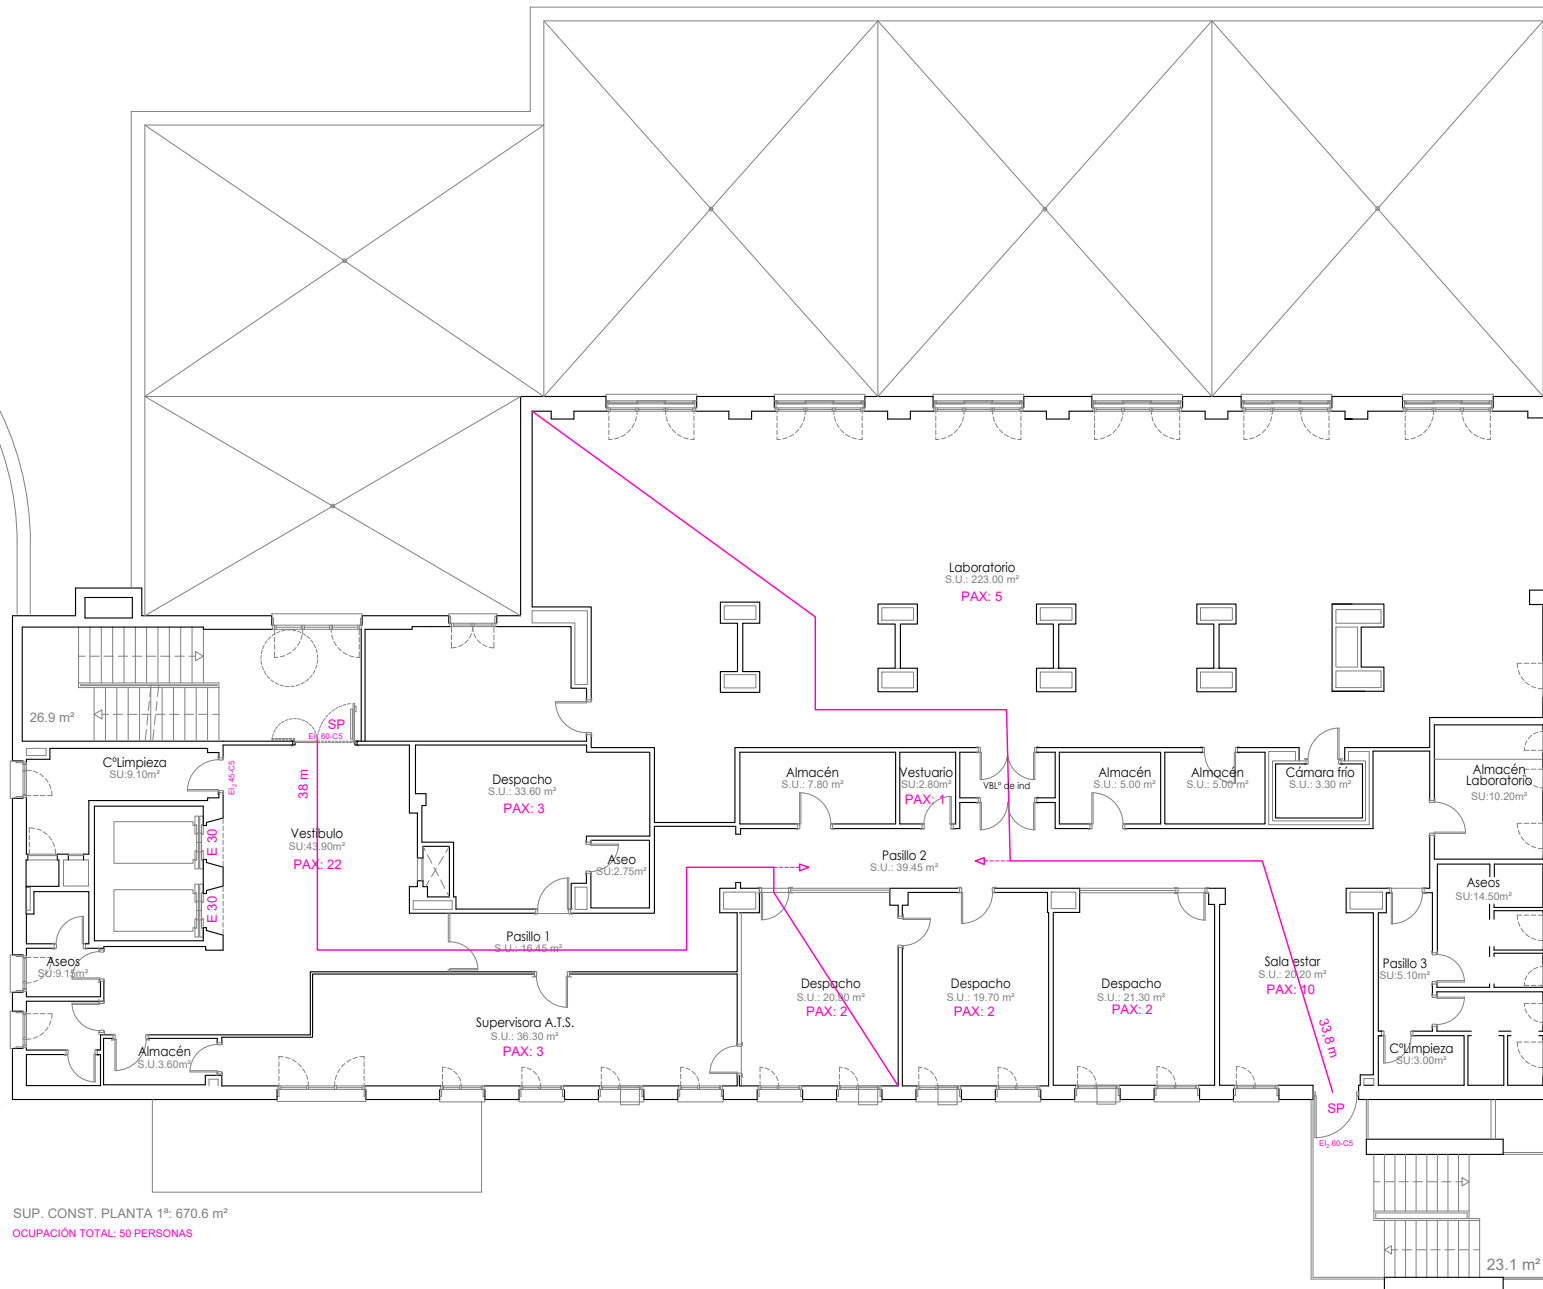 Laboratorio
S.U.: 223.00 m²
PAX: 5
26.9 m²
SP
EI₂ 60-C5
CºLimpieza
SU:9.10m²
EI₂ 45-C5
38 m
E 30
E 30
Vestíbulo
SU:43.90m²
PAX: 22
Despacho
S.U.: 33.60 m²
PAX: 3
Aseo
SU:2.75m²
Almacén
S.U.: 7.80 m²
Vestuario
SU:2.80m²
PAX: 1
VBLº de ind
Almacén
S.U.: 5.00 m²
Almacén
S.U.: 5.00 m²
Cámara frío
S.U.: 3.30 m²
Almacén
Laboratorio
SU:10.20m²
Pasillo 2
S.U.: 39.45 m²
Aseos
SU:14.50m²
Pasillo 1
S.U.: 16.45 m²
Aseos
SU:9.15m²
Despacho
S.U.: 20.90 m²
PAX: 2
Despacho
S.U.: 19.70 m²
PAX: 2
Despacho
S.U.: 21.30 m²
PAX: 2
Sala estar
S.U.: 20.20 m²
PAX: 10
Pasillo 3
SU:5.10m²
33,8 m
Supervisora A.T.S.
S.U.: 36.30 m²
PAX: 3
Almacén
S.U.3.60m²
CºLimpieza
SU:3.00m²
SP
EI₂ 60-C5
SUP. CONST. PLANTA 1ª: 670.6 m²
OCUPACIÓN TOTAL: 50 PERSONAS
23.1 m²